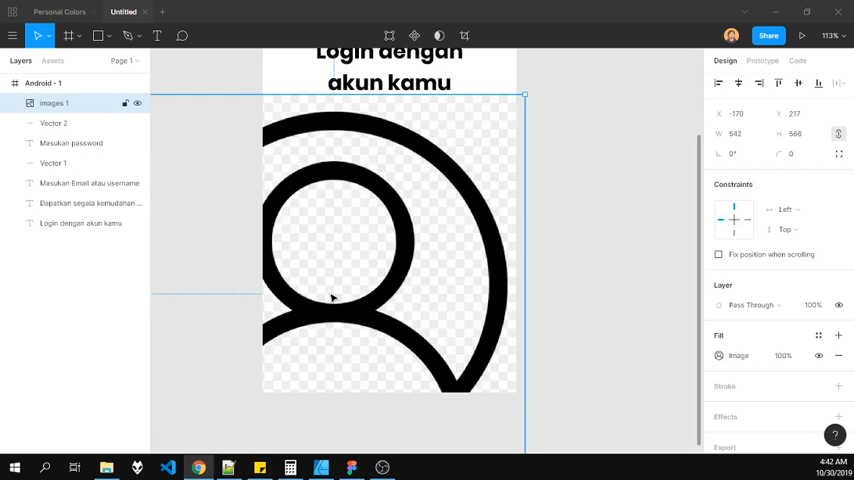 Personal Colors
Untitled
Share
113%
Layers
Assets
Page 1
Design
Prototype
Code
Login dengan
akun kamu
Android - 1
images 1
Vector 2
Masukan password
Vector 1
Masukan Email atau username
Dapatkan segala kemudahan ...
Login dengan akun kamu
X
-170
Y
217
W
542
H
566
0°
0
Constraints
Left
Top
Fix position when scrolling
Layer
Pass Through
100%
Fill
Image
100%
Stroke
Effects
Export
?
4:42 AM
10/30/2019